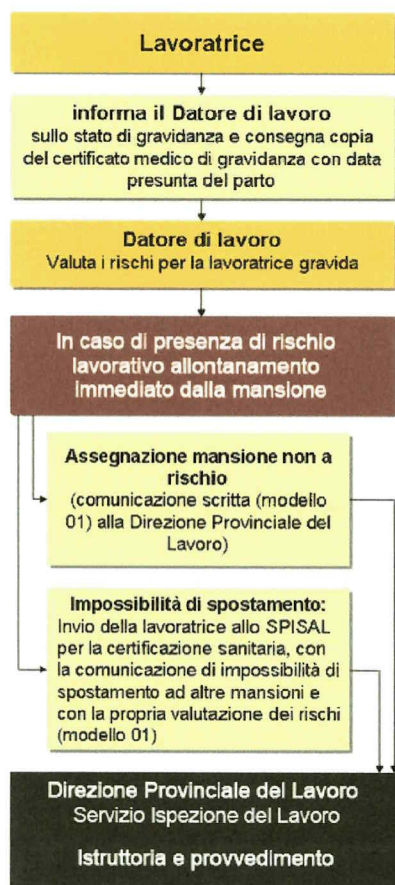 Lavoratrice
informa il Datore di lavoro
sullo stato di gravidanza e consegna copia
del certificato medico di gravidanza con data
presunta del parto
Datore di lavoro
Valuta i rischi per la lavoratrice gravida
In caso di presenza di rischio
lavorativo allontanamento
immediato dalla mansione
Assegnazione mansione non a
rischio
(comunicazione scritta (modello
01) alla Direzione Provinciale del
Lavoro)
Impossibilità di spostamento:
Invio della lavoratrice allo SPISAL
per la certificazione sanitaria, con
la comunicazione di impossibilità di
spostamento ad altre mansioni e
con la propria valutazione dei rischi
(modello 01)
Direzione Provinciale del Lavoro
Servizio Ispezione del Lavoro
Istruttoria e provvedimento